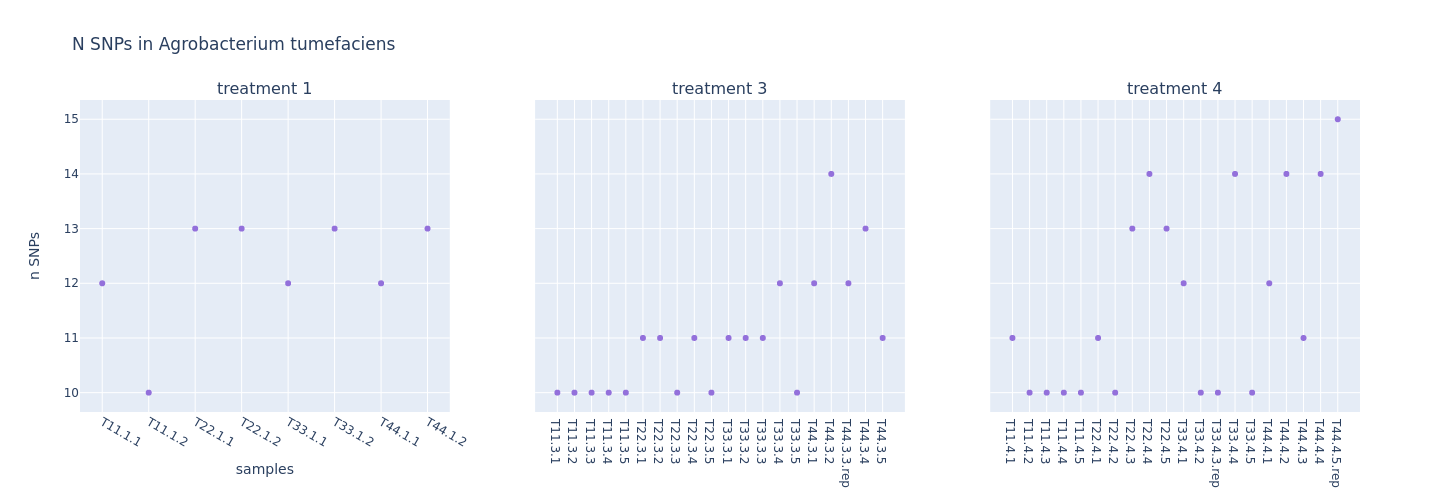 N SNPs in Agrobacterium tumefaciens
treatment 1
treatment 3
treatment 4
n SNPs
15
14
13
12
11
10
T11.1.1
T11.1.2
T22.1.1
T22.1.2
T33.1.1
T33.1.2
T44.1.1
T44.1.2
samples
T11.3.1
T11.3.2
T11.3.3
T11.3.4
T11.3.5
T22.3.1
T22.3.2
T22.3.3
T22.3.4
T22.3.5
T33.3.1
T33.3.2
T33.3.3
T33.3.4
T33.3.5
T44.3.1
T44.3.2
T44.3.3.rep
T44.3.4
T44.3.5
T11.4.1
T11.4.2
T11.4.3
T11.4.4
T11.4.5
T22.4.1
T22.4.2
T22.4.3
T22.4.4
T22.4.5
T33.4.1
T33.4.2
T33.4.3.rep
T33.4.4
T33.4.5
T44.4.1
T44.4.2
T44.4.3
T44.4.4
T44.4.5.rep